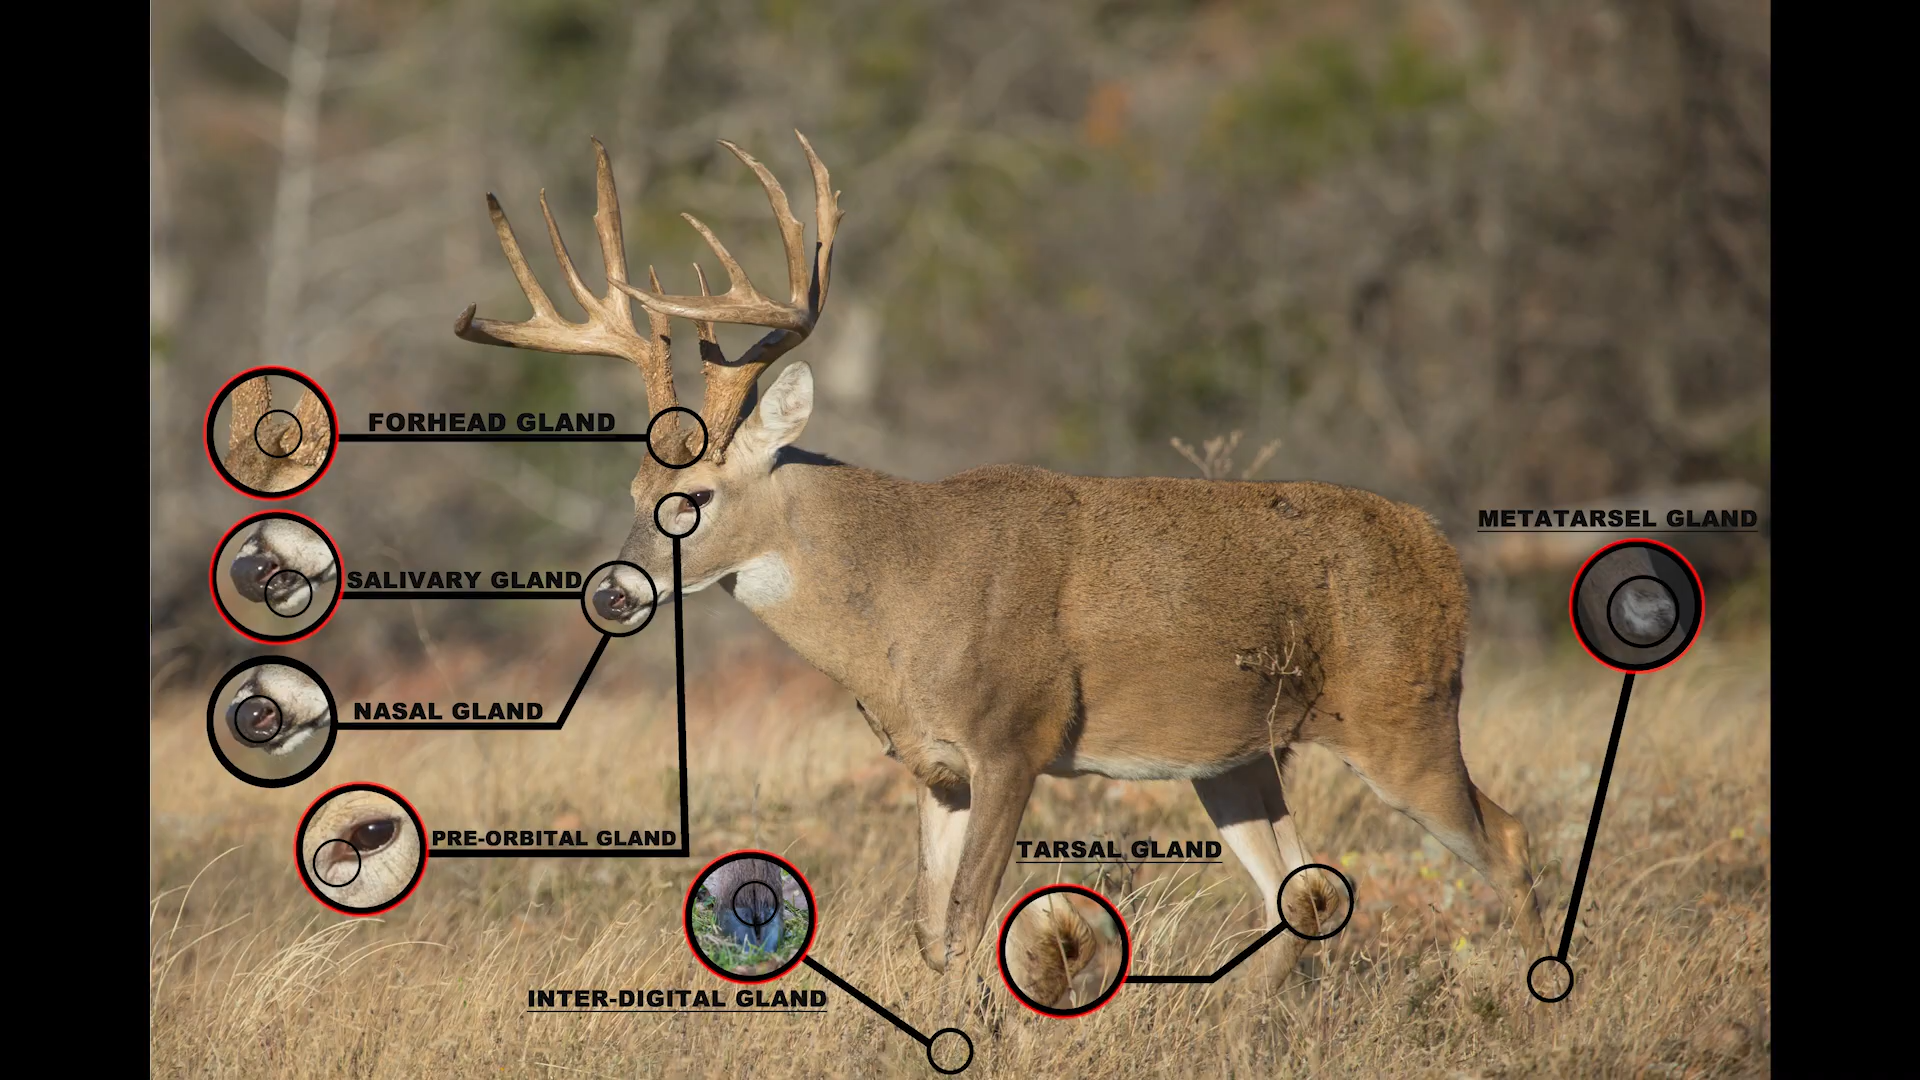 FORHEAD GLAND
METATARSEL GLAND
SALIVARY GLAND
NASAL GLAND
PRE-ORBITAL GLAND
TARSAL GLAND
INTER-DIGITAL GLAND